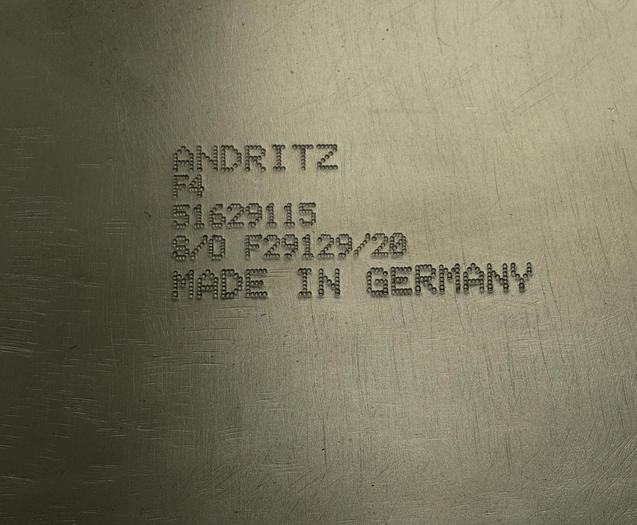 ANDRITZ
F4
51629115
8/0 F29129/20
MADE IN GERMANY